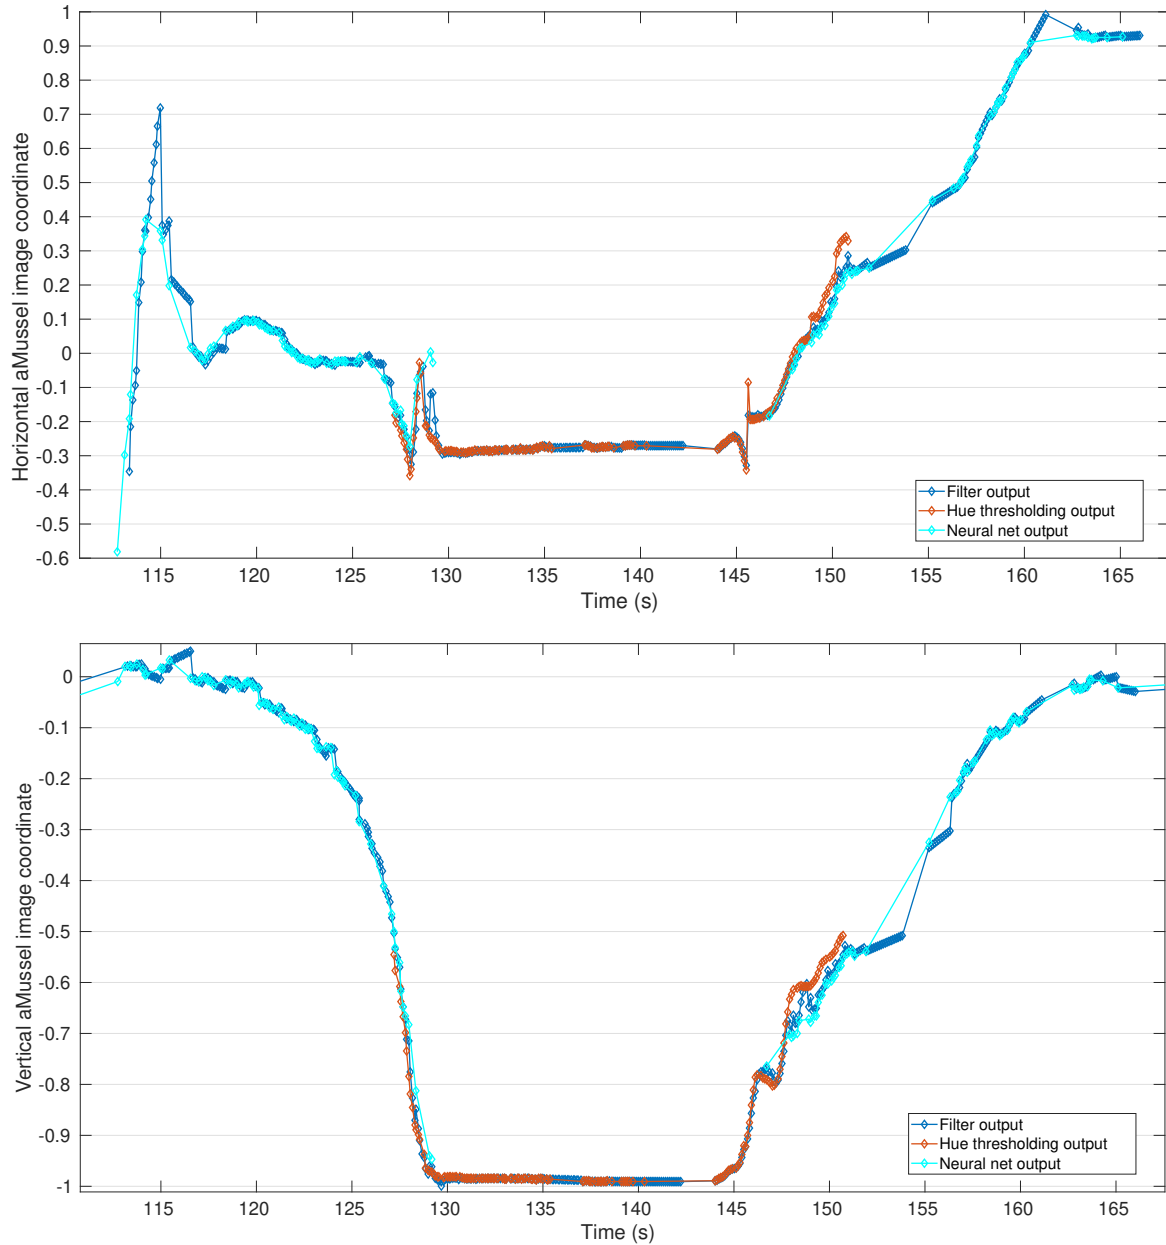 1
0.9
0.8
0.7
0.6
0.5
0.4
0.3
0.2
0.1
0
-0.1
-0.2
-0.3
-0.4
-0.5
-0.6
Horizontal aMussel image coordinate
115 120 125 130 135 140 145 150 155 160 165
Time (s)
Filter output
Hue thresholding output
Neural net output
0
-0.1
-0.2
-0.3
-0.4
-0.5
-0.6
-0.7
-0.8
-0.9
-1
Vertical aMussel image coordinate
115 120 125 130 135 140 145 150 155 160 165
Time (s)
Filter output
Hue thresholding output
Neural net output